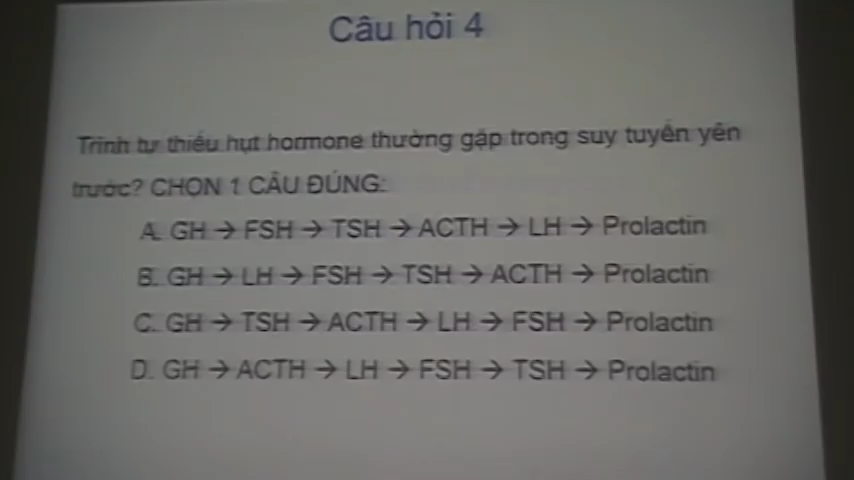 Câu hỏi 4
Trình tự thiếu hụt hormone thường gặp trong suy tuyến yên
trước? CHỌN 1 CÂU ĐÚNG:
A. GH → FSH → TSH → ACTH → LH → Prolactin
B. GH → LH → FSH → TSH → ACTH → Prolactin
C. GH → TSH → ACTH → LH → FSH → Prolactin
D. GH → ACTH → LH → FSH → TSH → Prolactin